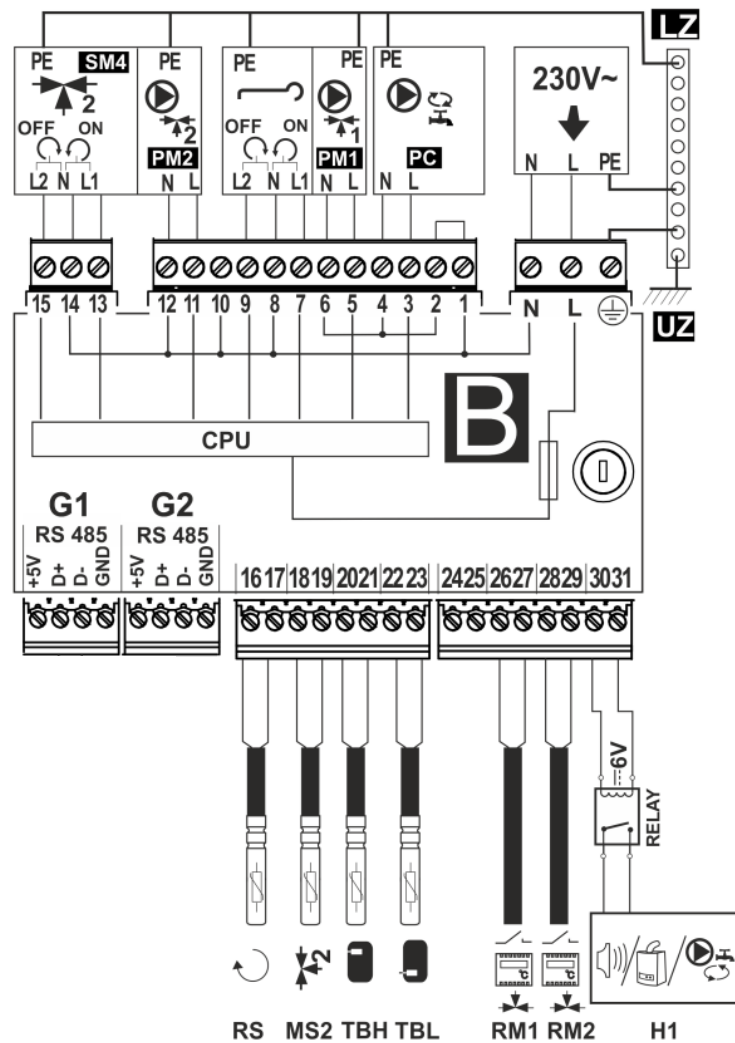 LZ
PE SM4 PE PE PE PE 230V~
2 2 1
OFF ON OFF ON
PM2 PM1 PC
L2 N L1 N L L2 N L1 N L N L N L PE
15 14 13 12 11 10 9 8 7 6 5 4 3 2 1 N L
UZ
B
CPU
G1 G2
RS 485 RS 485
+5V D+ D- GND +5V D+ D- GND
16 17 18 19 20 21 22 23 24 25 26 27 28 29 30 31
6V
RELAY
2
°C °C
RS MS2 TBH TBL RM1 RM2 H1